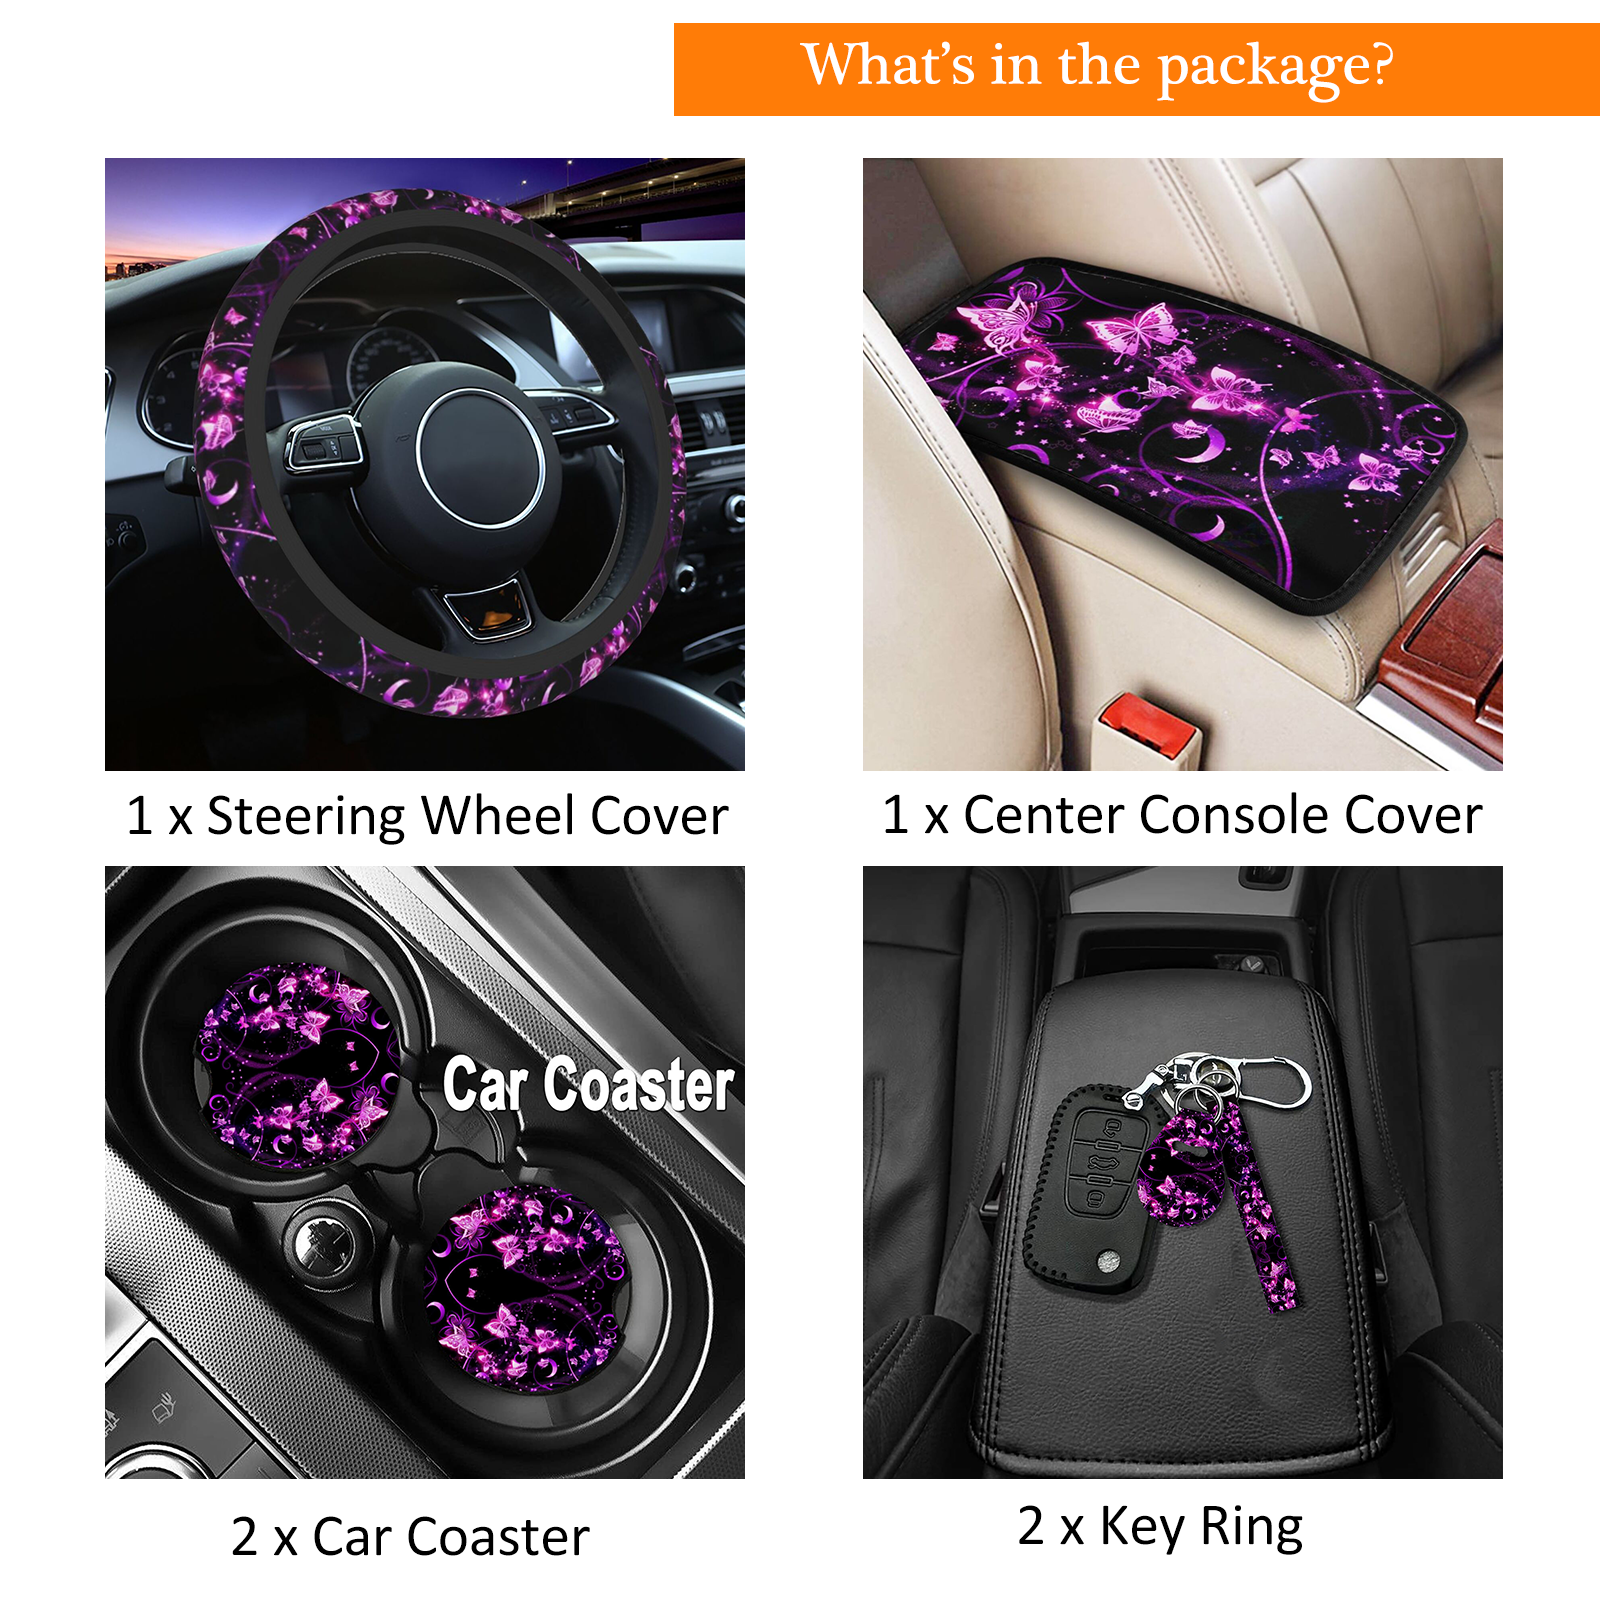 What's in the package?
1 x Steering Wheel Cover
1 x Center Console Cover
Car Coaster
2 x Car Coaster
2 x Key Ring